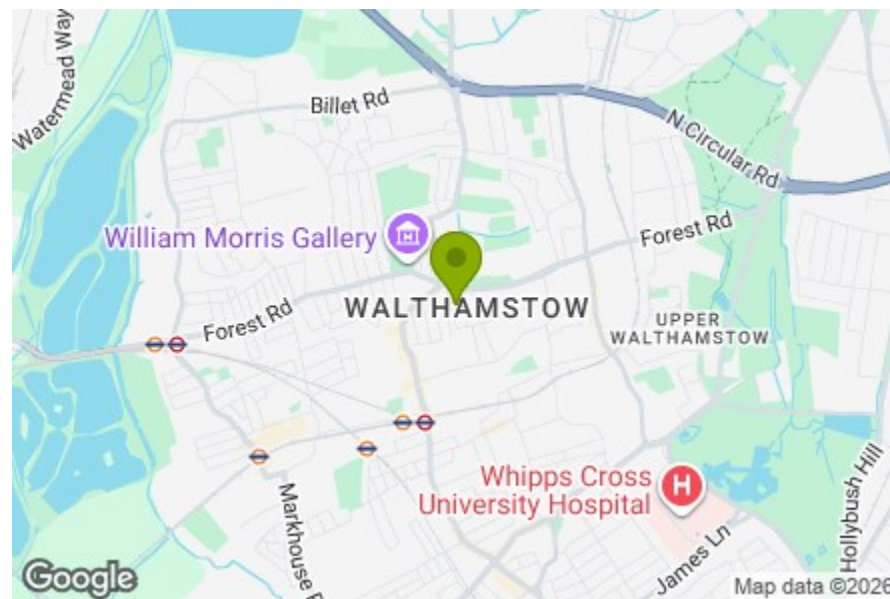 Watermead Way
Billet Rd
N Circular Rd
William Morris Gallery
Forest Rd
WALTHAMSTOW
Forest Rd
UPPER
WALTHAMSTOW
Whipps Cross
University Hospital
H
Markhouse R
James Ln
Hollybush Hill
Google
Map data ©2026